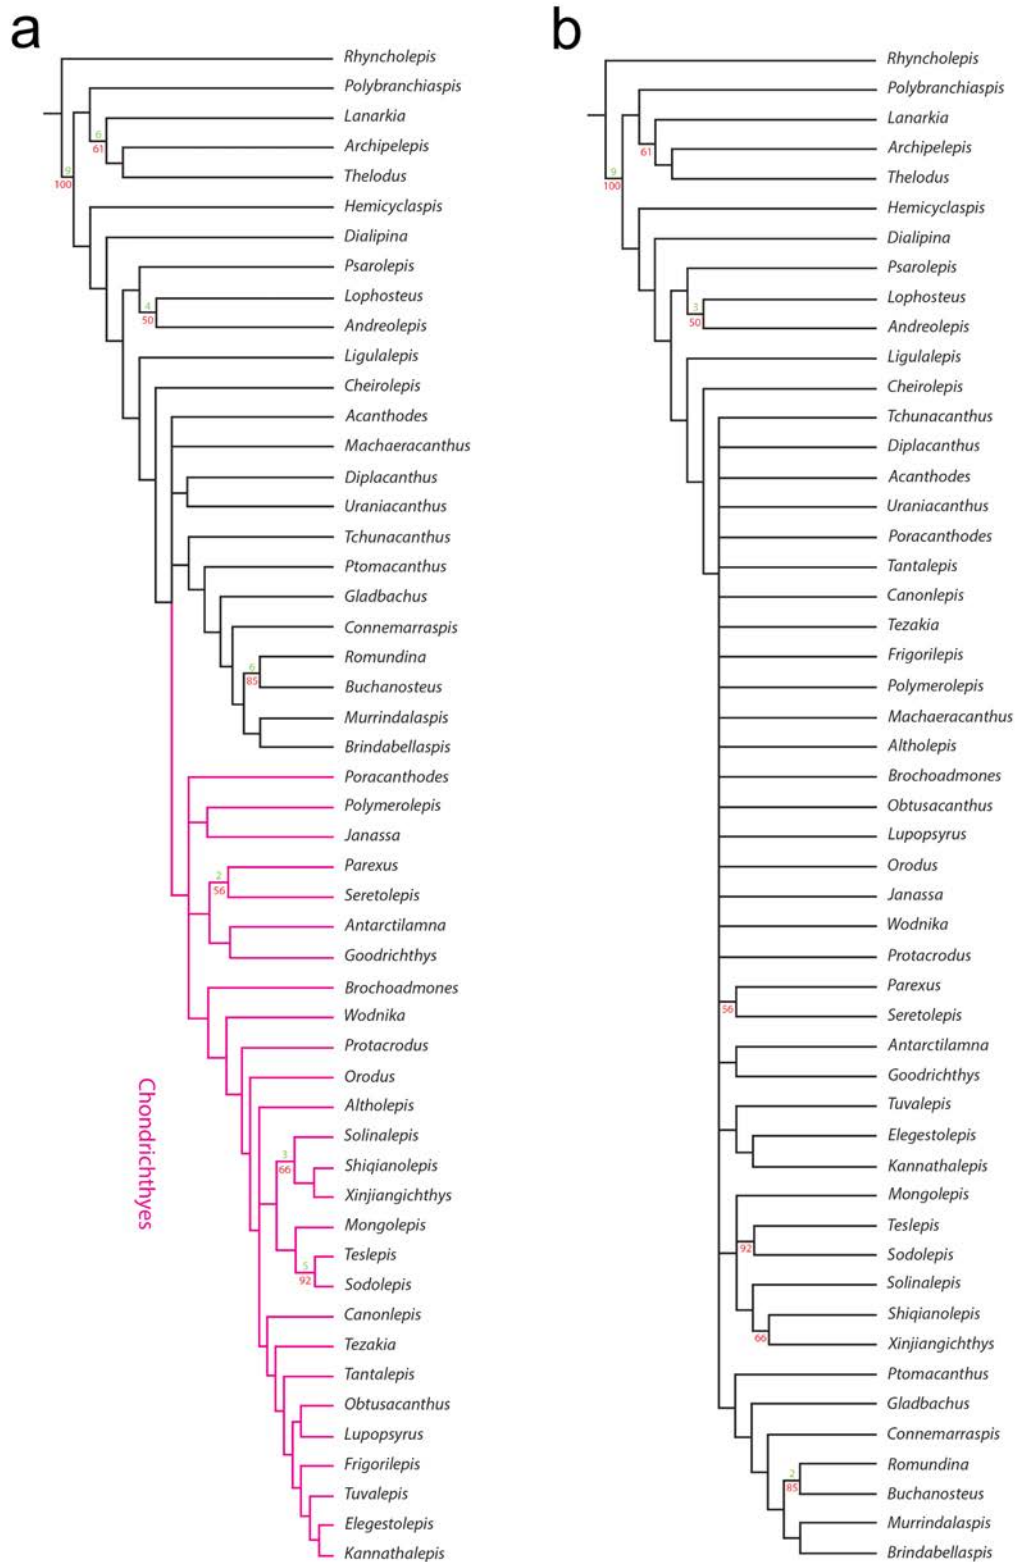 a
Rhyncholepis
Polybranchiaspis
Lanarkia
6
61
Archipelepis
Thelodus
9
100
Hemicyclaspis
Dialipina
Psarolepis
Lophosteus
4
50
Andreolepis
Ligulalepis
Cheirolepis
Acanthodes
Machaeracanthus
Diplacanthus
Uraniacanthus
Tchunacanthus
Ptomacanthus
Gladbachus
Connemarraspis
Romundina
6
85
Buchanosteus
Murrindalaspis
Brindabellaspis
Poracanthodes
Polymerolepis
Janassa
Parexus
2
56
Seretolepis
Antarctilamna
Goodrichthys
Brochoadmones
Wodnika
Protacrodus
Orodus
Altholepis
Solinalepis
3
66
Shiqianolepis
Xinjiangichthys
Mongolepis
Teslepis
5
92
Sodolepis
Canonlepis
Tezakia
Tantalepis
Obtusacanthus
Lupopsyrus
Frigorilepis
Tuvalepis
Elegestolepis
Kannathalepis
Chondrichthyes
b
Rhyncholepis
Polybranchiaspis
Lanarkia
61
Archipelepis
Thelodus
9
100
Hemicyclaspis
Dialipina
Psarolepis
Lophosteus
3
50
Andreolepis
Ligulalepis
Cheirolepis
Tchunacanthus
Diplacanthus
Acanthodes
Uraniacanthus
Poracanthodes
Tantalepis
Canonlepis
Tezakia
Frigorilepis
Polymerolepis
Machaeracanthus
Altholepis
Brochoadmones
Obtusacanthus
Lupopsyrus
Orodus
Janassa
Wodnika
Protacrodus
Parexus
56
Seretolepis
Antarctilamna
Goodrichthys
Tuvalepis
Elegestolepis
Kannathalepis
Mongolepis
Teslepis
92
Sodolepis
Solinalepis
Shiqianolepis
66
Xinjiangichthys
Ptomacanthus
Gladbachus
Connemarraspis
Romundina
2
85
Buchanosteus
Murrindalaspis
Brindabellaspis